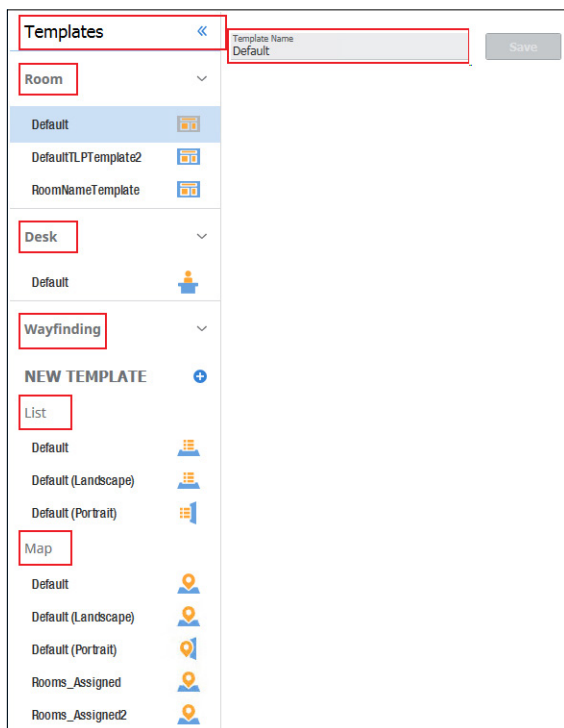 Templates
Template Name
Default
Save
Room
Default
DefaultTLPTemplate2
RoomNameTemplate
Desk
Default
Wayfinding
NEW TEMPLATE
List
Default
Default (Landscape)
Default (Portrait)
Map
Default
Default (Landscape)
Default (Portrait)
Rooms_Assigned
Rooms_Assigned2